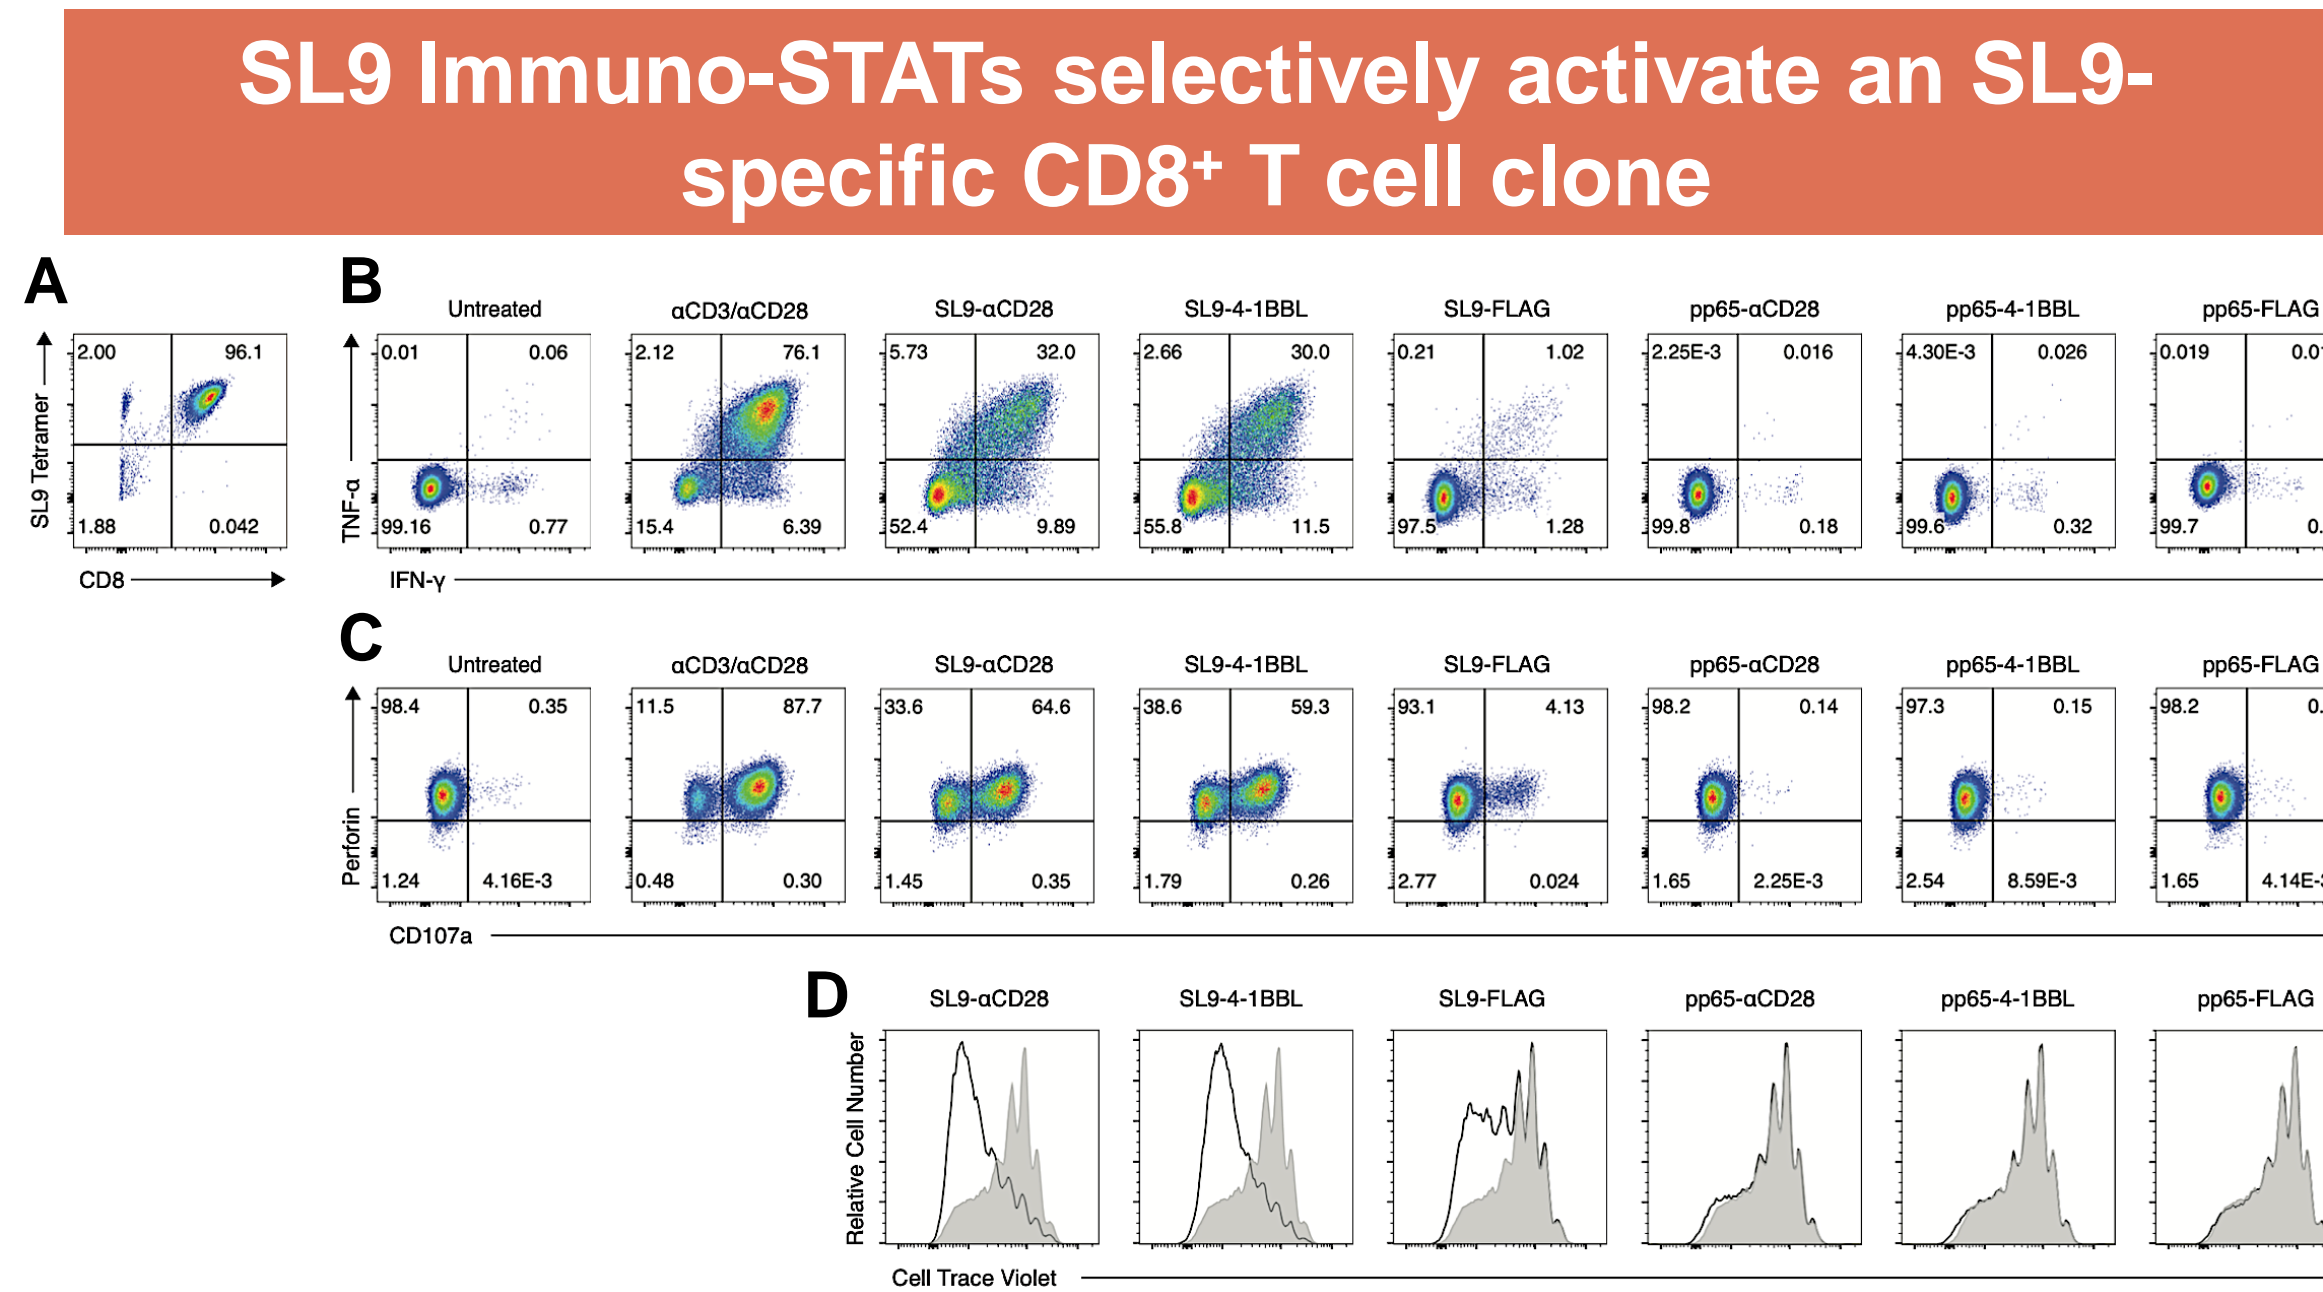 SL9 Immuno-STATs selectively activate an SL9-
specific CD8⁺ T cell clone
A
SL9 Tetramer
2.00 96.1
1.88 0.042
CD8
B
Untreated αCD3/αCD28 SL9-αCD28 SL9-4-1BBL SL9-FLAG pp65-αCD28 pp65-4-1BBL pp65-FLAG
TNF-α
0.01 0.06 2.12 76.1 5.73 32.0 2.66 30.0 0.21 1.02 2.25E-3 0.016 4.30E-3 0.026 0.019
99.16 0.77 15.4 6.39 52.4 9.89 55.8 11.5 97.5 1.28 99.8 0.18 99.6 0.32 99.7
IFN-γ
C
Untreated αCD3/αCD28 SL9-αCD28 SL9-4-1BBL SL9-FLAG pp65-αCD28 pp65-4-1BBL pp65-FLAG
Perforin
98.4 0.35 11.5 87.7 33.6 64.6 38.6 59.3 93.1 4.13 98.2 0.14 97.3 0.15 98.2
1.24 4.16E-3 0.48 0.30 1.45 0.35 1.79 0.26 2.77 0.024 1.65 2.25E-3 2.54 8.59E-3 1.65
CD107a
D
SL9-αCD28 SL9-4-1BBL SL9-FLAG pp65-αCD28 pp65-4-1BBL pp65-FLAG
Relative Cell Number
Cell Trace Violet